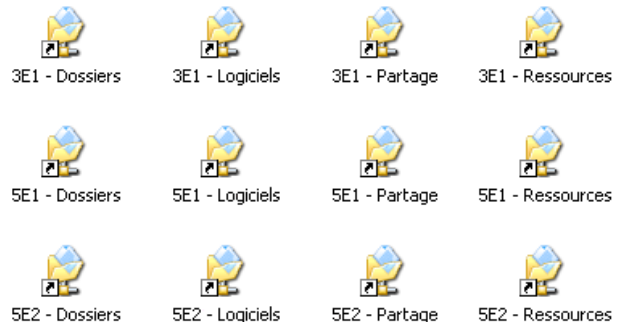 3E1 - Dossiers 3E1 - Logiciels 3E1 - Partage 3E1 - Ressources
5E1 - Dossiers 5E1 - Logiciels 5E1 - Partage 5E1 - Ressources
5E2 - Dossiers 5E2 - Logiciels 5E2 - Partage 5E2 - Ressources